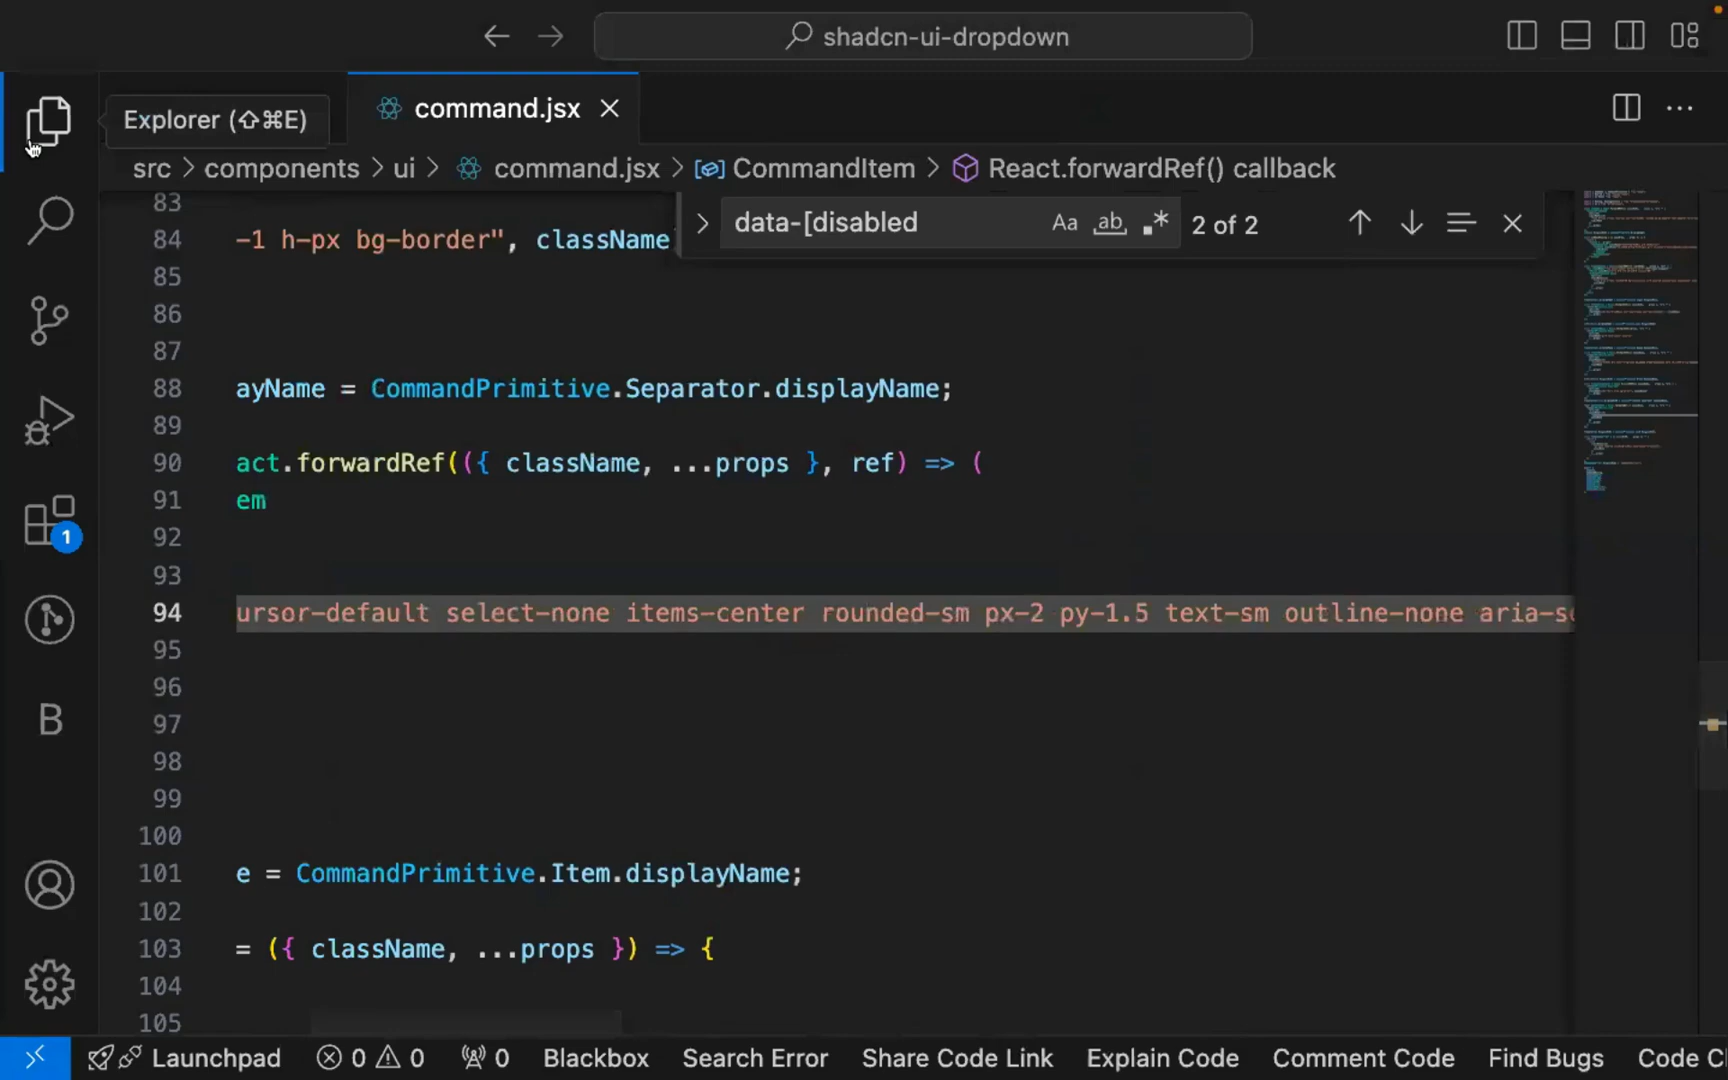 shadcn-ui-dropdown
Explorer (⇧⌘E)
command.jsx
src > components > ui > command.jsx > CommandItem > React.forwardRef() callback
data-[disabled
Aa
ab
.*
2 of 2
83
84 -1 h-px bg-border", className
85
86
87
88 ayName = CommandPrimitive.Separator.displayName;
89
90 act.forwardRef(({ className, ...props }, ref) => (
91 em
92
93
94 ursor-default select-none items-center rounded-sm px-2 py-1.5 text-sm outline-none aria-se
95
96
97
98
99
100
101 e = CommandPrimitive.Item.displayName;
102
103 = ({ className, ...props }) => {
104
105
1
B
Launchpad 0 0 0 Blackbox Search Error Share Code Link Explain Code Comment Code Find Bugs Code C